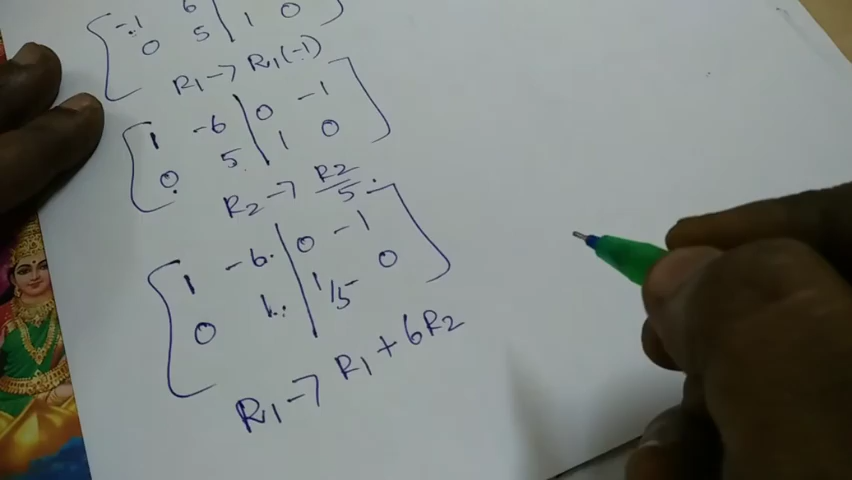 -1 6 |
0 5 | 1 0
R1 → R1(-1)
1 -6 | 0 -1
0 5 | 1 0
R2 → R2/5
1 -6 | 0 -1
0 1 | 1/5 0
R1 → R1 + 6R2